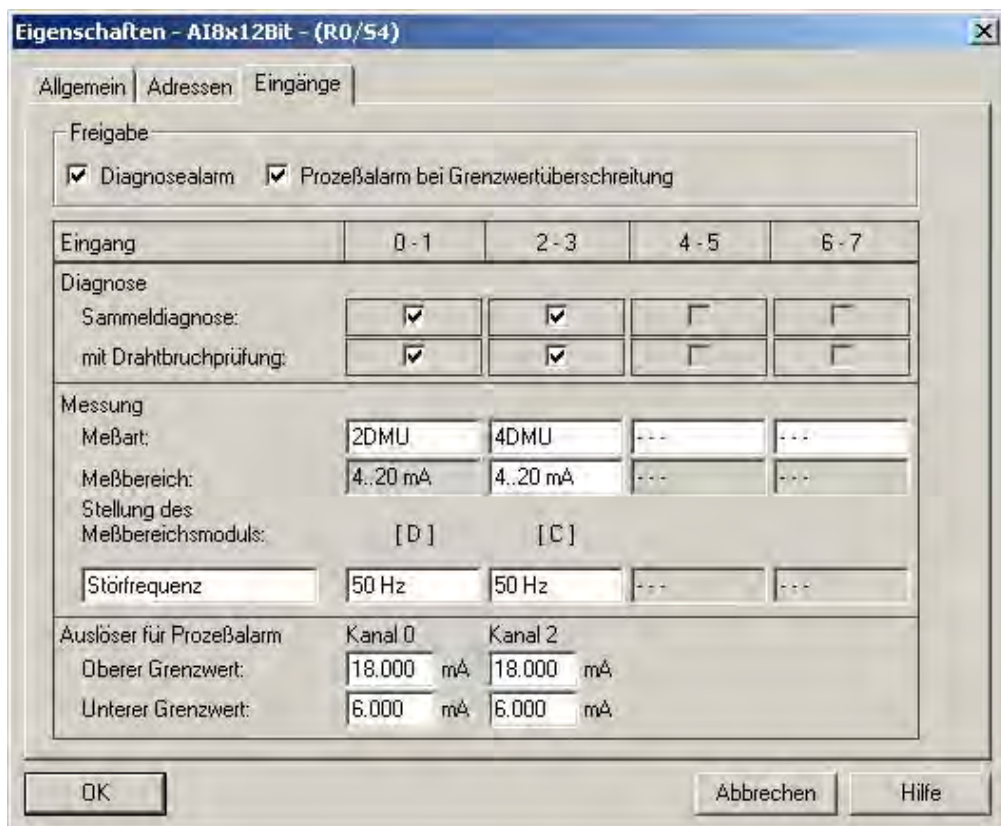 Eigenschaften - AI8x12Bit - (R0/S4)
Allgemein Adressen Eingänge
Freigabe
Diagnosealarm Prozeßalarm bei Grenzwertüberschreitung
Eingang 0 - 1 2 - 3 4 - 5 6 - 7
Diagnose
Sammeldiagnose:
mit Drahtbruchprüfung:
Messung
Meßart: 2DMU 4DMU - - - - - -
Meßbereich: 4..20 mA 4..20 mA - - - - - -
Stellung des
Meßbereichsmoduls: [ D ] [ C ]
Störfrequenz 50 Hz 50 Hz - - - - - -
Auslöser für Prozeßalarm Kanal 0 Kanal 2
Oberer Grenzwert: 18.000 mA 18.000 mA
Unterer Grenzwert: 6.000 mA 6.000 mA
OK Abbrechen Hilfe